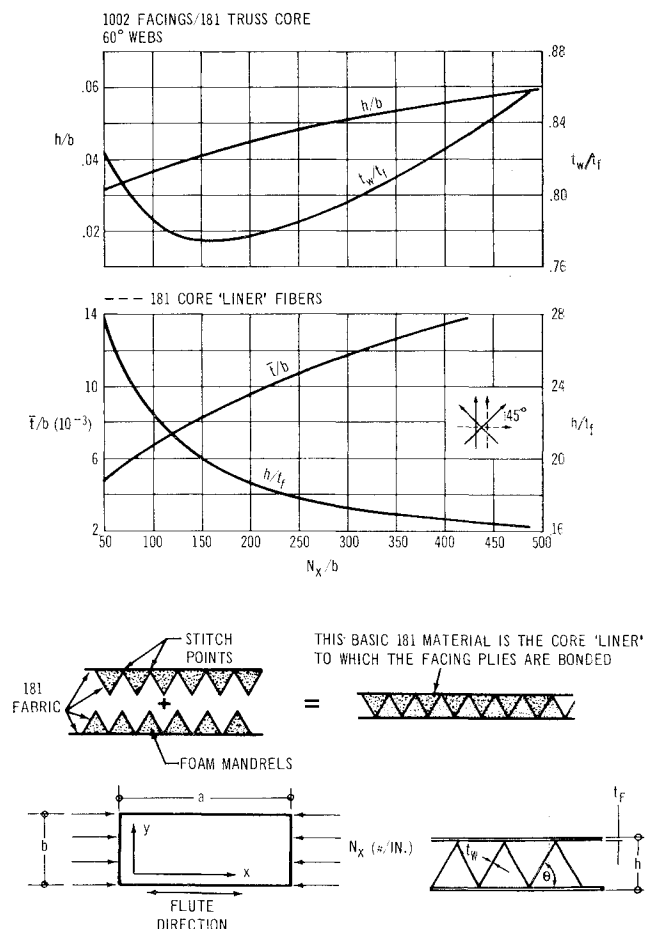 1002 FACINGS/181 TRUSS CORE
60° WEBS
.06
h/b
.04
.02
h/b
t_w/t_f
.88
.84
t_w/t_f
.80
.76
--- 181 CORE 'LINER' FIBERS
14
10
t̄/b (10⁻³)
6
2
t̄/b
h/t_f
45°
28
24
h/t_f
20
16
50 100 150 200 250 300 350 400 450 500
N_x/b
STITCH
POINTS
181
FABRIC
+
FOAM MANDRELS
=
THIS BASIC 181 MATERIAL IS THE CORE 'LINER'
TO WHICH THE FACING PLIES ARE BONDED
a
b
y
x
N_x (#/IN.)
FLUTE
DIRECTION
t_F
t_W
θ
h